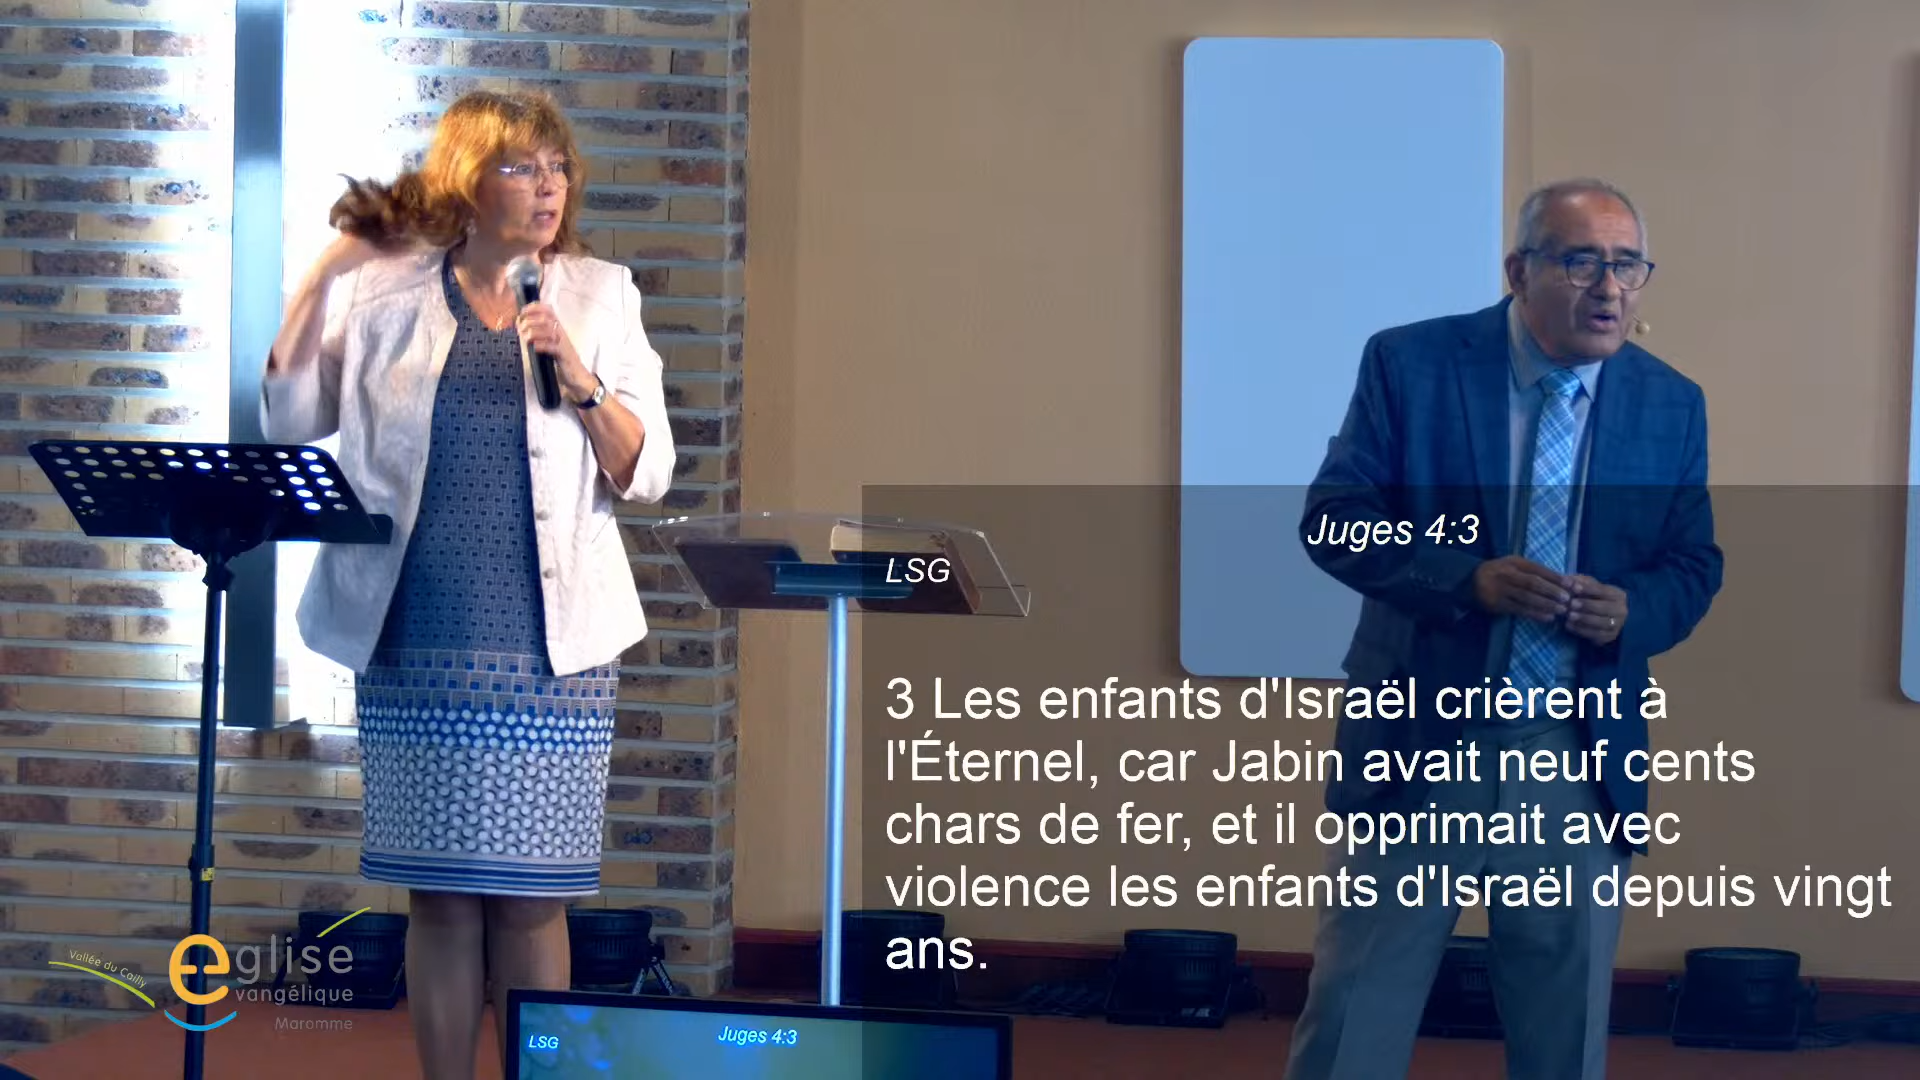 Juges 4:3
LSG
3 Les enfants d'Israël crièrent à
l'Éternel, car Jabin avait neuf cents
chars de fer, et il opprimait avec
violence les enfants d'Israël depuis vingt
ans.
Vallée du Cailly
eglise
evangélique
Maromme
LSG
Juges 4:3